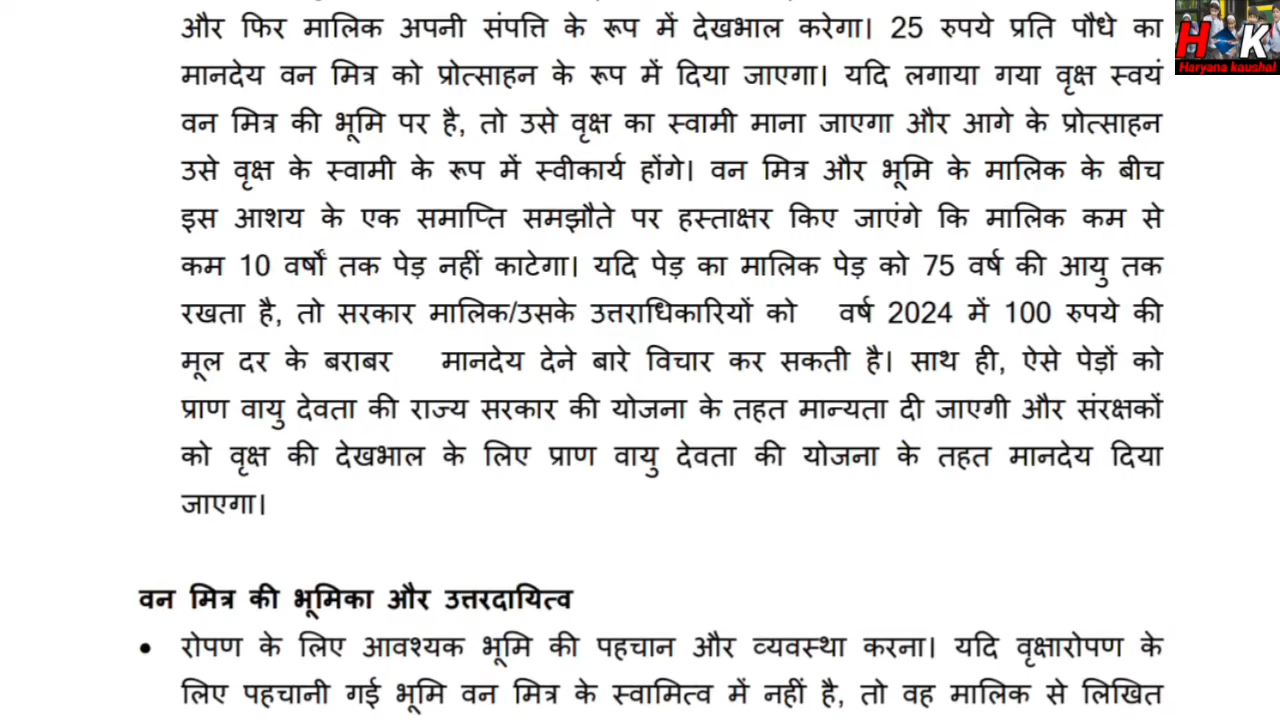 और फिर मालिक अपनी संपत्ति के रूप में देखभाल करेगा। 25 रुपये प्रति पौधे का
मानदेय वन मित्र को प्रोत्साहन के रूप में दिया जाएगा। यदि लगाया गया वृक्ष स्वयं
वन मित्र की भूमि पर है, तो उसे वृक्ष का स्वामी माना जाएगा और आगे के प्रोत्साहन
उसे वृक्ष के स्वामी के रूप में स्वीकार्य होंगे। वन मित्र और भूमि के मालिक के बीच
इस आशय के एक समाप्ति समझौते पर हस्ताक्षर किए जाएंगे कि मालिक कम से
कम 10 वर्षों तक पेड़ नहीं काटेगा। यदि पेड़ का मालिक पेड़ को 75 वर्ष की आयु तक
रखता है, तो सरकार मालिक/उसके उत्तराधिकारियों को वर्ष 2024 में 100 रुपये की
मूल दर के बराबर मानदेय देने बारे विचार कर सकती है। साथ ही, ऐसे पेड़ों को
प्राण वायु देवता की राज्य सरकार की योजना के तहत मान्यता दी जाएगी और संरक्षकों
को वृक्ष की देखभाल के लिए प्राण वायु देवता की योजना के तहत मानदेय दिया
जाएगा।
वन मित्र की भूमिका और उत्तरदायित्व
• रोपण के लिए आवश्यक भूमि की पहचान और व्यवस्था करना। यदि वृक्षारोपण के
लिए पहचानी गई भूमि वन मित्र के स्वामित्व में नहीं है, तो वह मालिक से लिखित
H K
Haryana kaushal